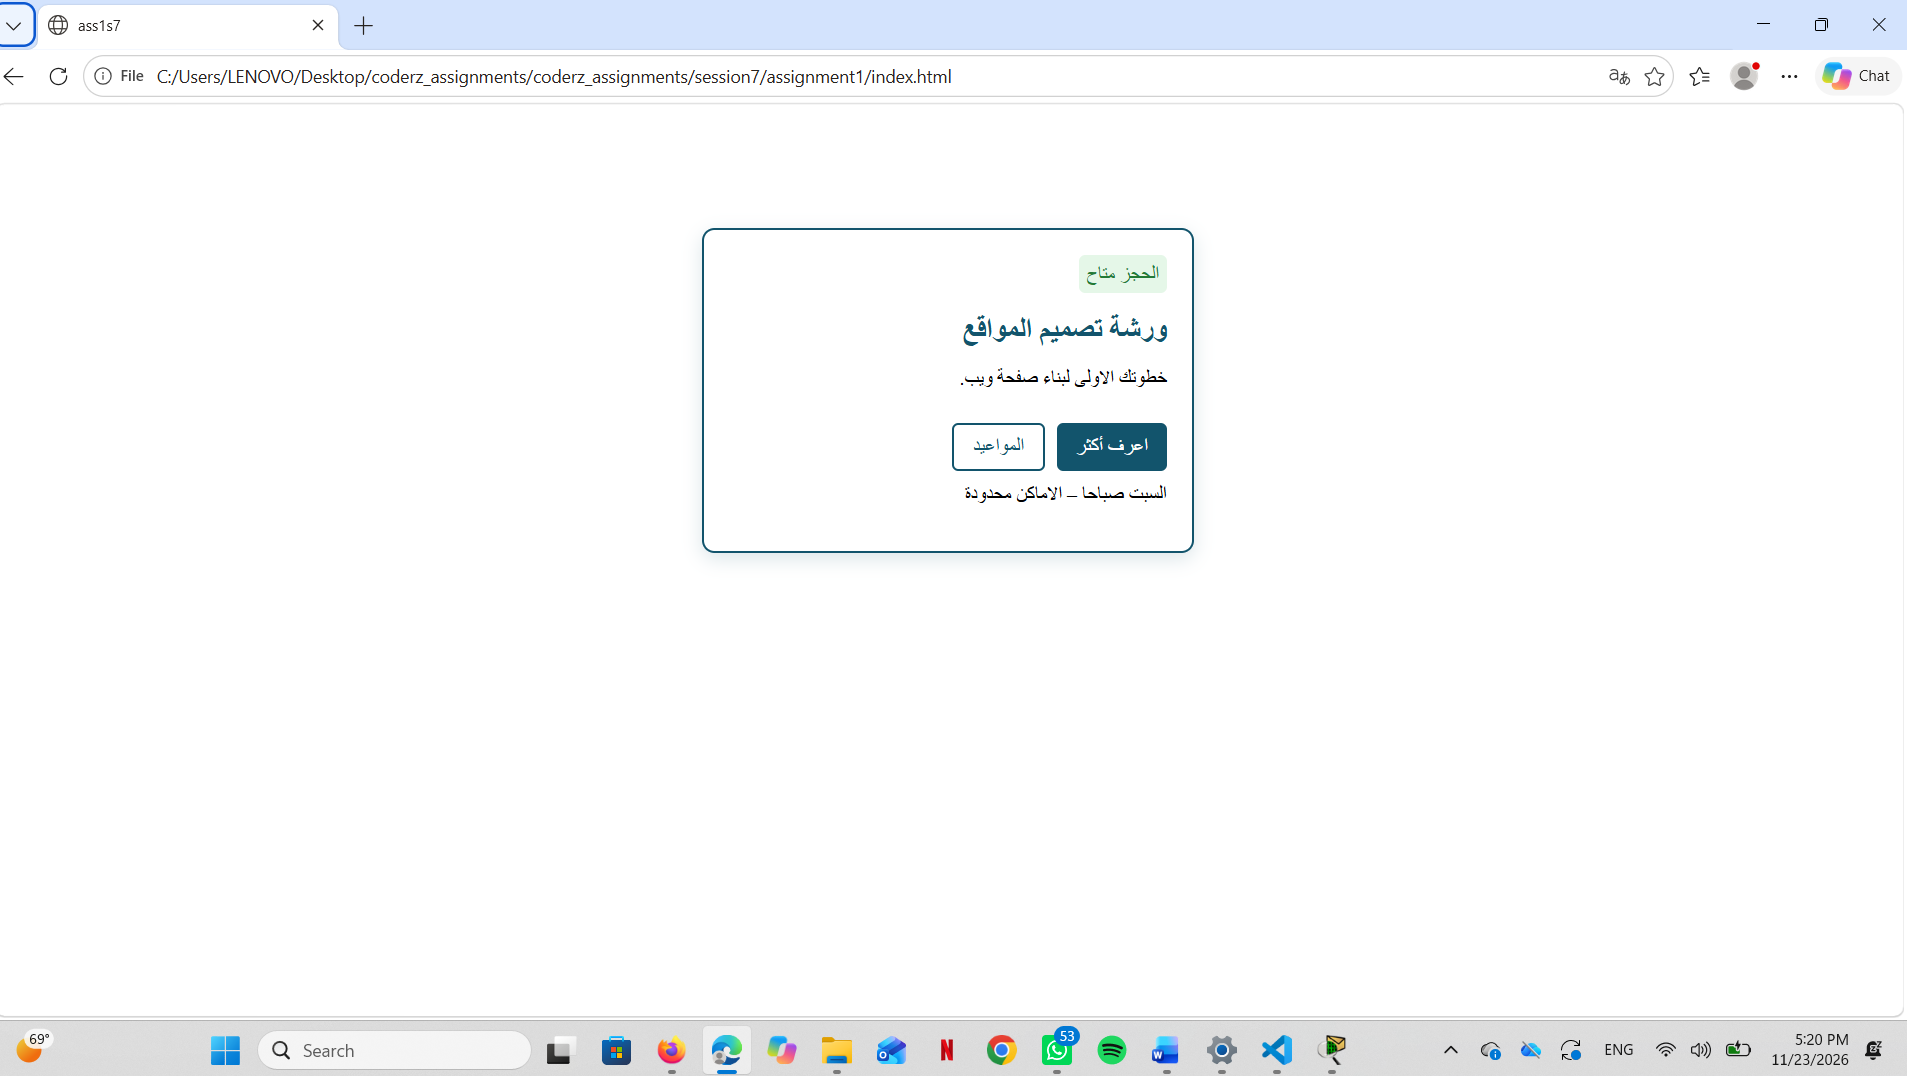 ass1s7
File C:/Users/LENOVO/Desktop/coderz_assignments/coderz_assignments/session7/assignment1/index.html
Chat
الحجز متاح
ورشة تصميم المواقع
خطوتك الاولى لبناء صفحة ويب.
اعرف أكثر
المواعيد
السبت صباحا – الاماكن محدودة
69°
Search
53
ENG
5:20 PM
11/23/2026